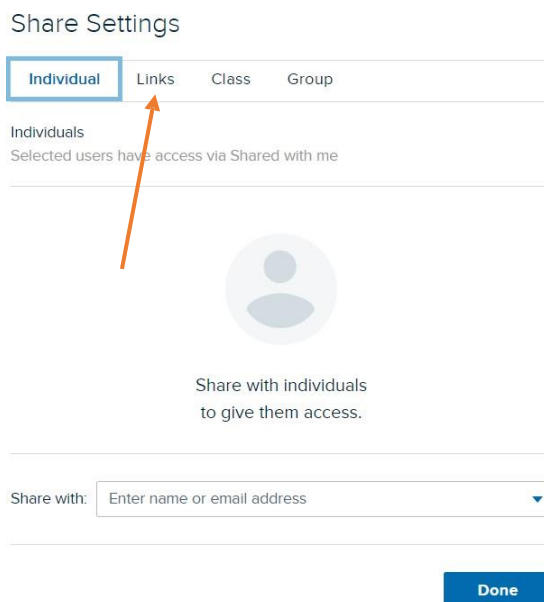 Share Settings
Individual Links Class Group
Individuals
Selected users have access via Shared with me
Share with individuals
to give them access.
Share with: Enter name or email address
Done